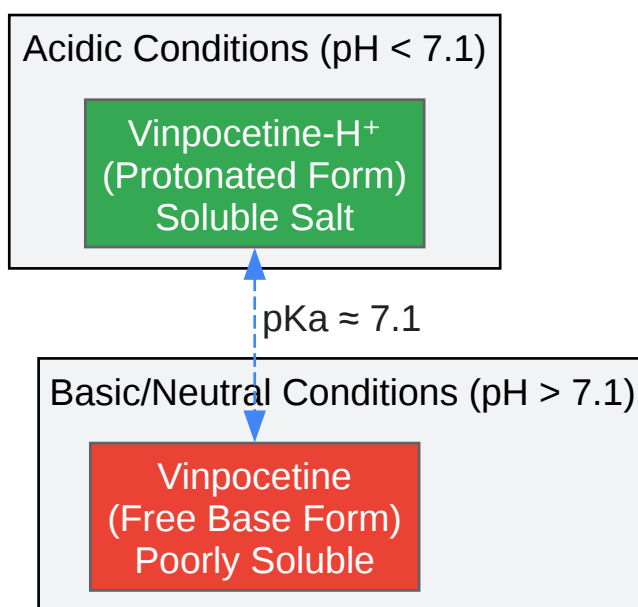 Acidic Conditions (pH < 7.1)
Vinpocetine-H⁺
(Protonated Form)
Soluble Salt
pKa ≈ 7.1
Basic/Neutral Conditions (pH > 7.1)
Vinpocetine
(Free Base Form)
Poorly Soluble